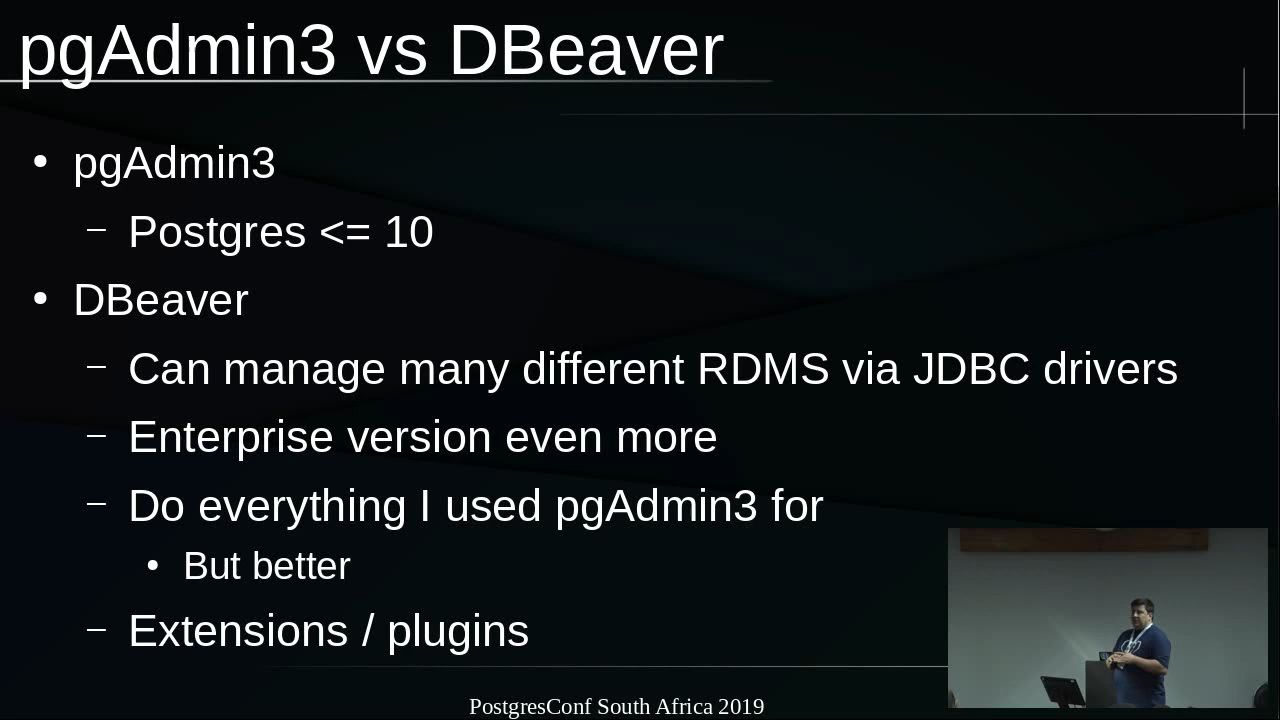 pgAdmin3 vs DBeaver
• pgAdmin3
– Postgres <= 10
• DBeaver
– Can manage many different RDMS via JDBC drivers
– Enterprise version even more
– Do everything I used pgAdmin3 for
• But better
– Extensions / plugins
PostgresConf South Africa 2019